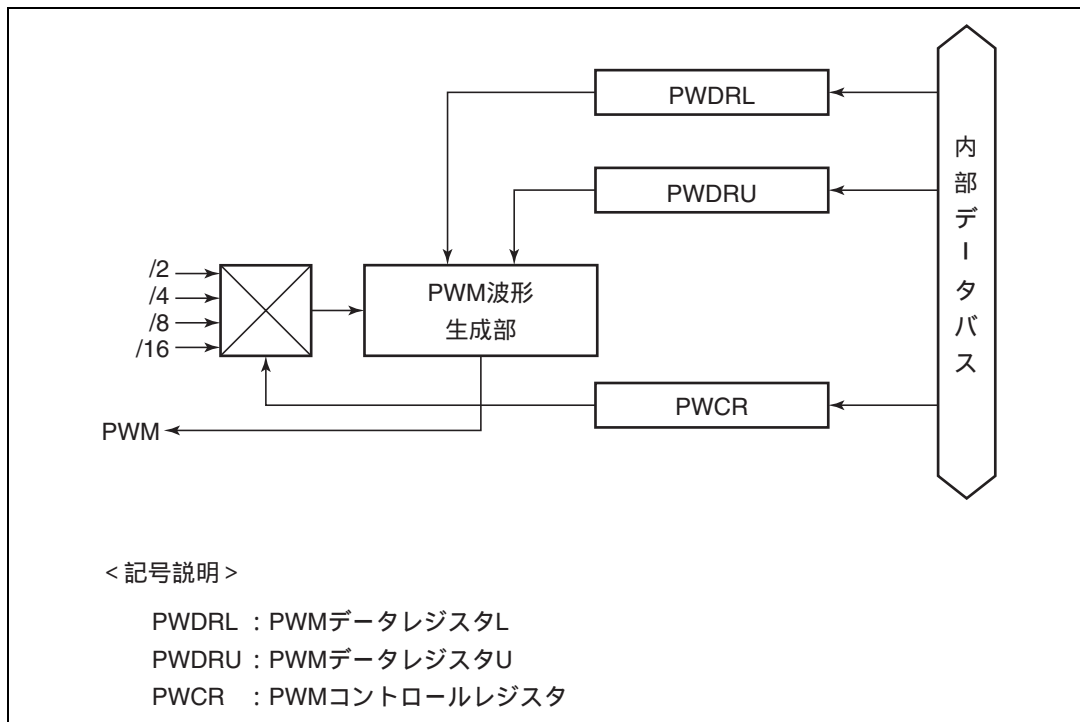 PWDRL
PWDRU
内部データバス
/2
/4
/8
/16
PWM波形
生成部
PWCR
PWM
<記号説明>
PWDRL : PWMデータレジスタL
PWDRU : PWMデータレジスタU
PWCR : PWMコントロールレジスタ